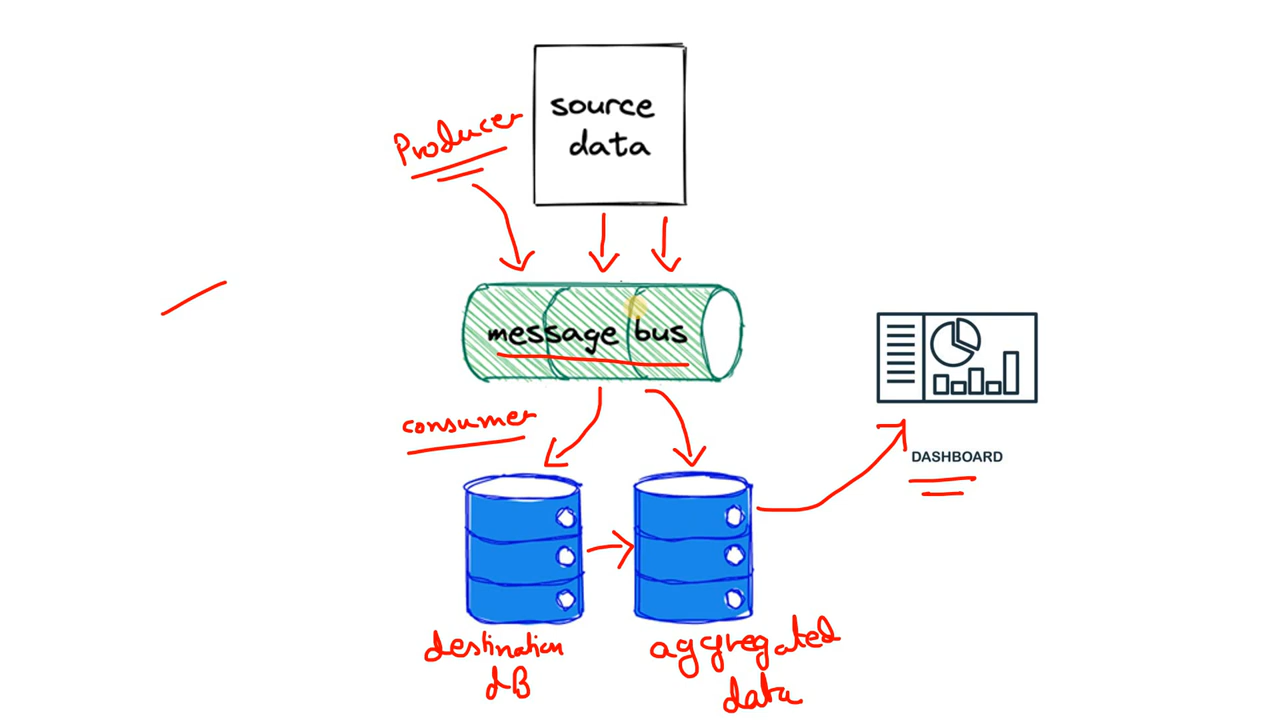 source
data
Producer
message bus
consumer
DASHBOARD
destination
dB
aggregated
data